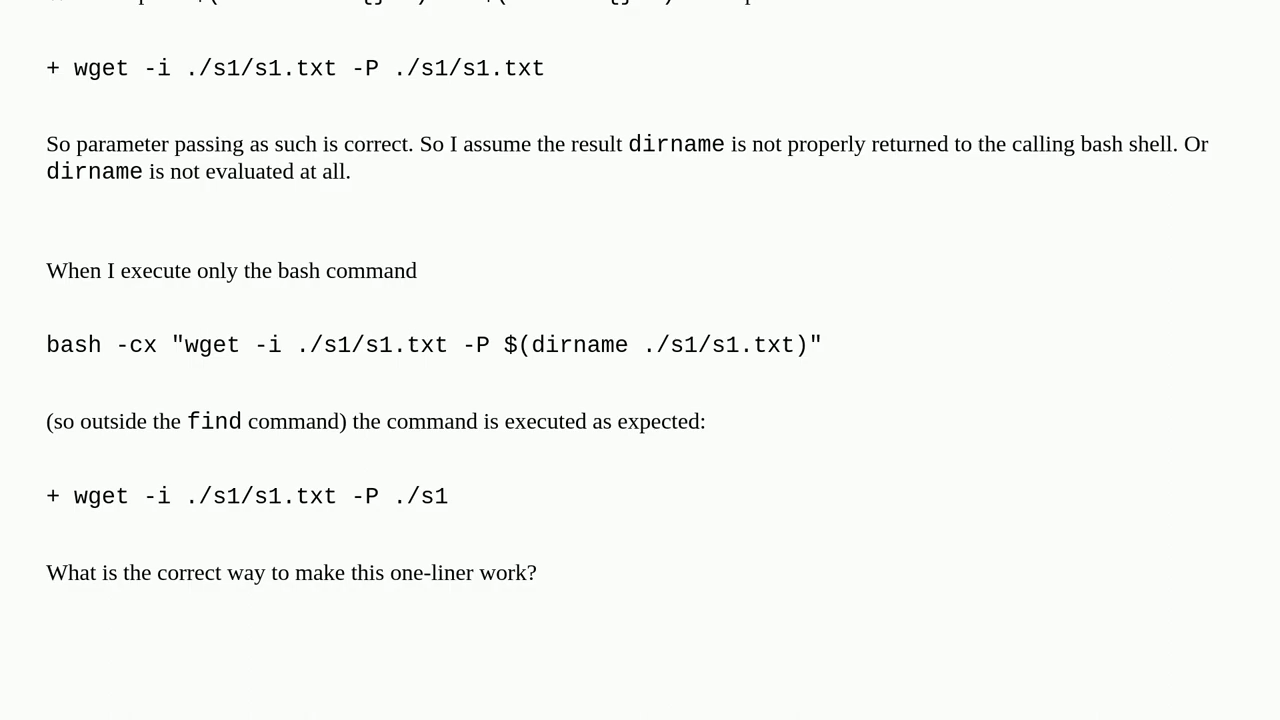 + wget -i ./s1/s1.txt -P ./s1/s1.txt
So parameter passing as such is correct. So I assume the result dirname is not properly returned to the calling bash shell. Or
dirname is not evaluated at all.
When I execute only the bash command
bash -cx "wget -i ./s1/s1.txt -P $(dirname ./s1/s1.txt)"
(so outside the find command) the command is executed as expected:
+ wget -i ./s1/s1.txt -P ./s1
What is the correct way to make this one-liner work?